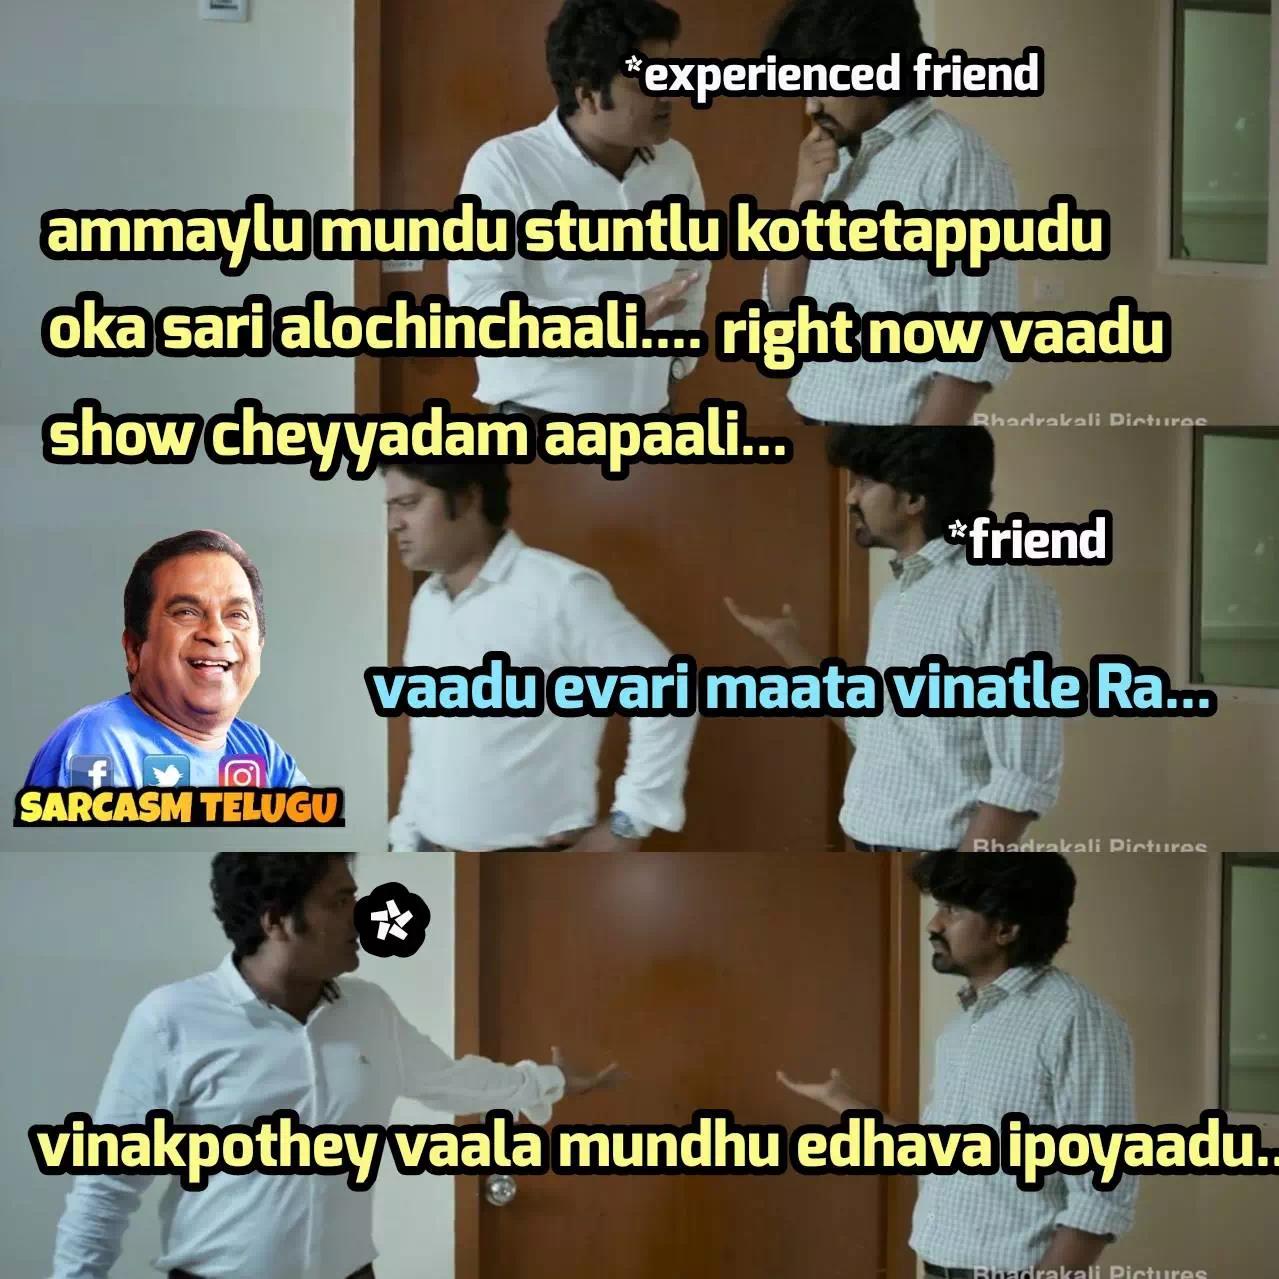 *experienced friend
ammaylu mundu stuntlu kottetappudu
oka sari alochinchaali.... right now vaadu
show cheyyadam aapaali...
Bhadrakali Pictures
*friend
vaadu evari maata vinatle Ra...
f
SARCASM TELUGU
Bhadrakali Pictures
*
vinakpothey vaala mundhu edhava ipoyaadu..
Bhadrakali Pictures